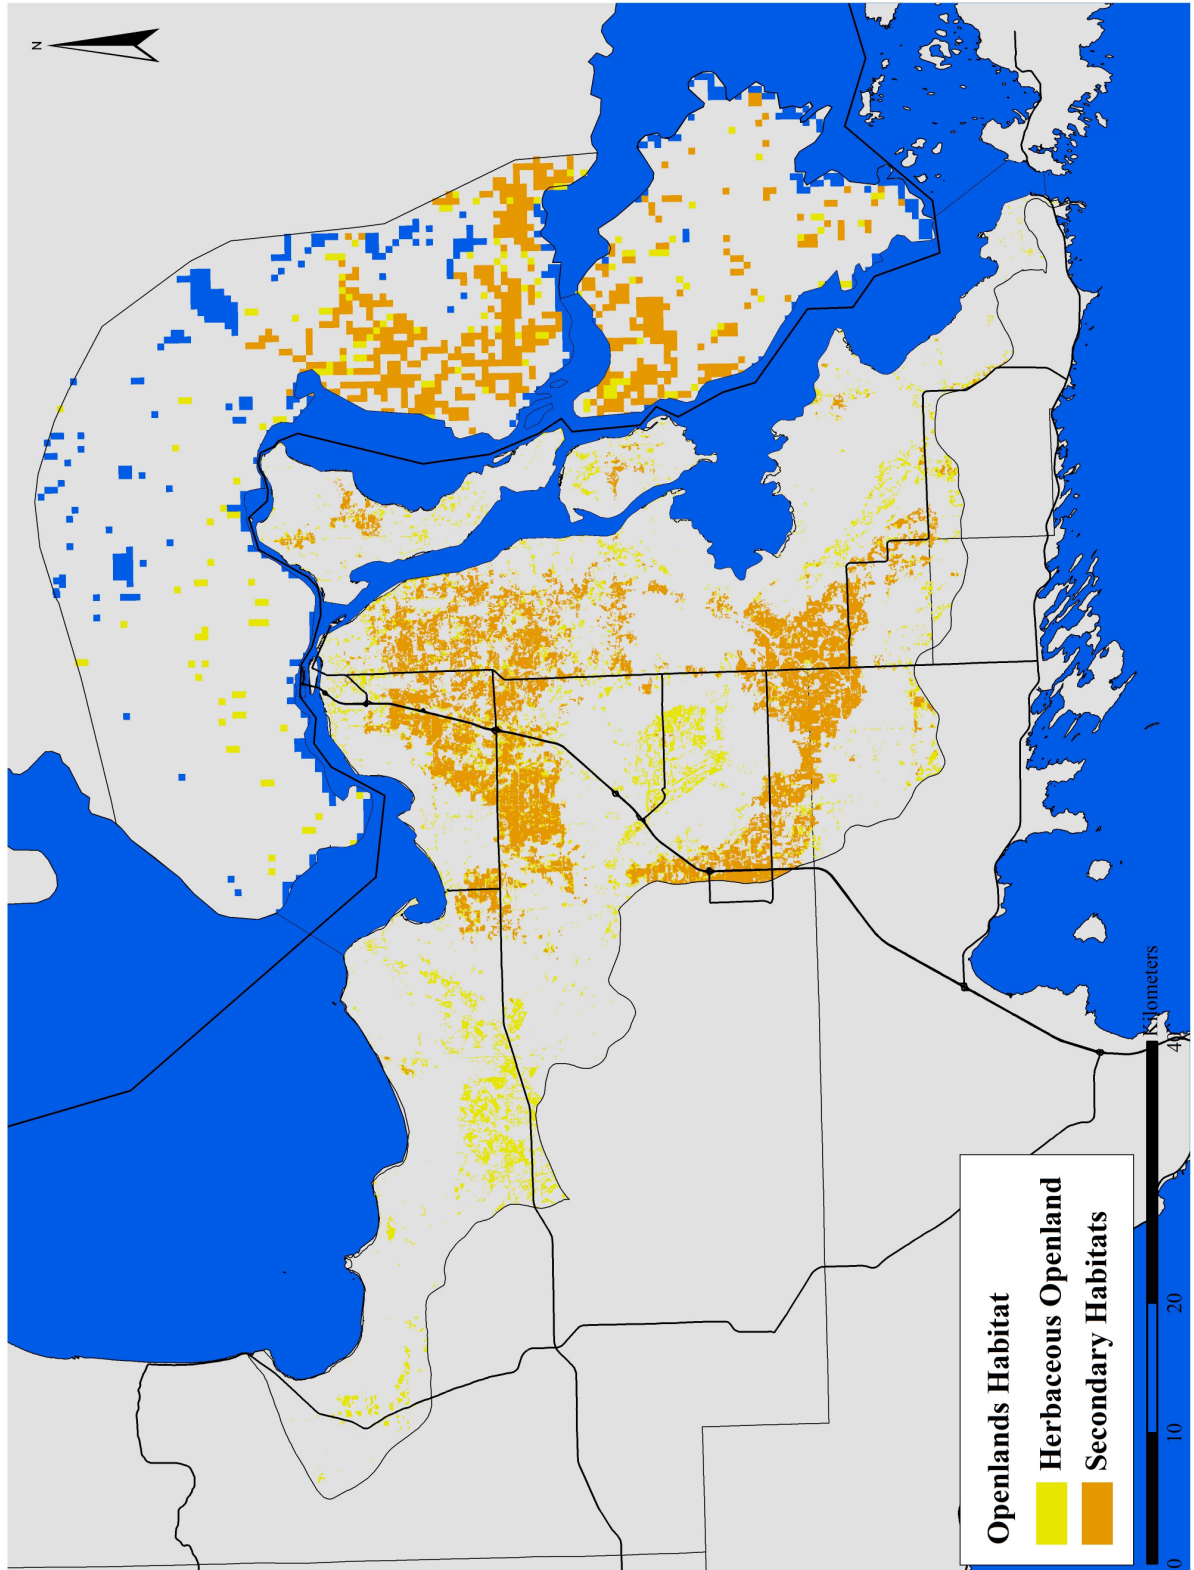 N
Openlands Habitat
Herbaceous Openland
Secondary Habitats
Kilometers
0 10 20 40